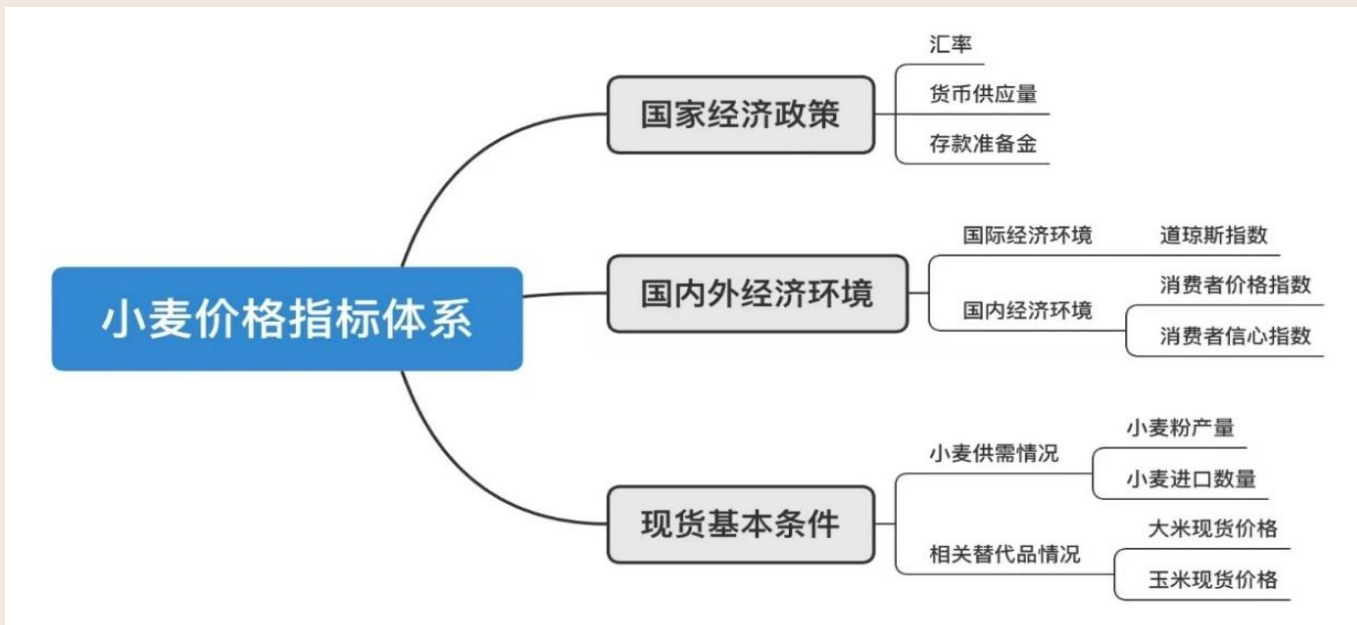 小麦价格指标体系
国家经济政策
汇率
货币供应量
存款准备金
国内外经济环境
国际经济环境
道琼斯指数
国内经济环境
消费者价格指数
消费者信心指数
现货基本条件
小麦供需情况
小麦粉产量
小麦进口数量
相关替代品情况
大米现货价格
玉米现货价格